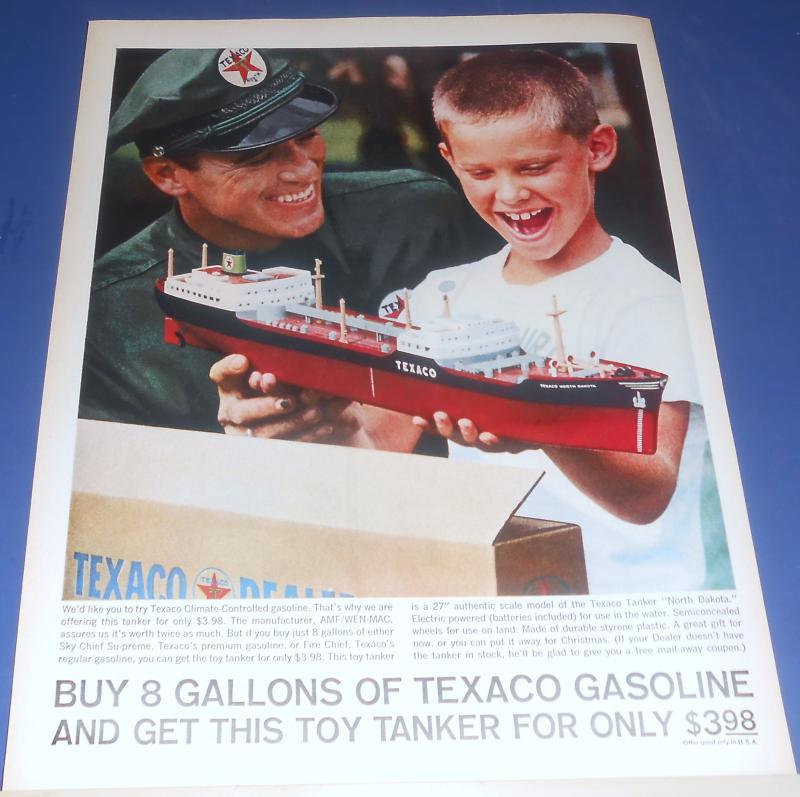 TEXACO
TEX
TEXACO
TEXACO NORTH DAKOTA
TEXACO DEALER
We'd like you to try Texaco Climate-Controlled gasoline. That's why we are
offering this tanker for only $3.98. The manufacturer, AMF/WEN-MAC,
assures us it's worth twice as much. But if you buy just 8 gallons of either
Sky Chief Su-preme, Texaco's premium gasoline, or Fire Chief, Texaco's
regular gasoline, you can get the toy tanker for only $3.98. This toy tanker
is a 27" authentic scale model of the Texaco Tanker "North Dakota."
Electric powered (batteries included) for use in the water. Semiconcealed
wheels for use on land. Made of durable styrene plastic. A great gift for
now, or you can put it away for Christmas. (If your Dealer doesn't have
the tanker in stock, he'll be glad to give you a free mail-away coupon.)
BUY 8 GALLONS OF TEXACO GASOLINE
AND GET THIS TOY TANKER FOR ONLY $3.98
Offer good only in U.S.A.